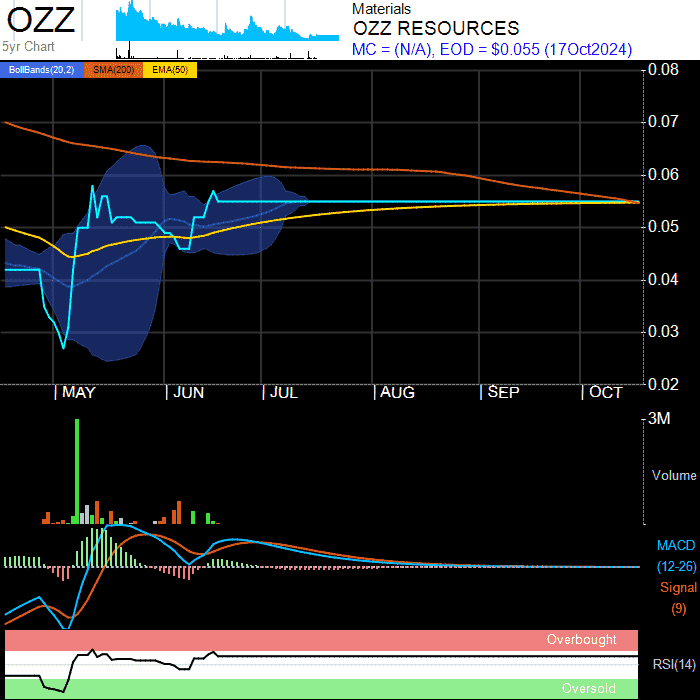 OZZ
5yr Chart
Materials
OZZ RESOURCES
MC = (N/A), EOD = $0.055 (17Oct2024)
BollBands(20,2) SMA(200) EMA(50)
0.08
0.07
0.06
0.05
0.04
0.03
0.02
MAY JUN JUL AUG SEP OCT
3M
Volume
MACD
(12-26)
Signal
(9)
Overbought
RSI(14)
Oversold